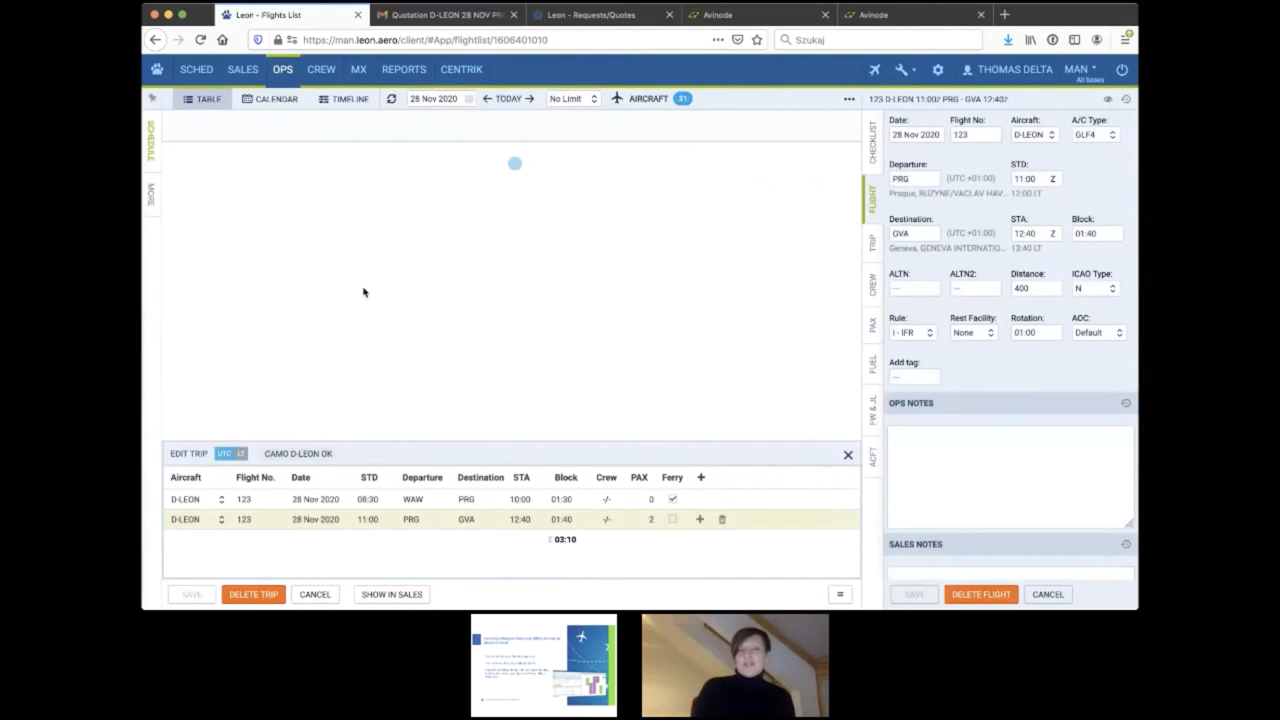 Leon - Flights List
Quotation D-LEON 28 NOV PR
Leon - Requests/Quotes
Avinode
Avinode
https://man.leon.aero/client/#App/flightlist/1606401010
Szukaj
SCHED SALES OPS CREW MX REPORTS CENTRIK
THOMAS DELTA
MAN
All bases
TABLE CALENDAR TIMELINE 28 Nov 2020 TODAY No Limit AIRCRAFT 31
123 D-LEON 11:00z PRG - GVA 12:40z
SCHEDULE
MORE
CHECKLIST
FLIGHT
TRIP
CREW
PAX
FUEL
FW & JL
ACFT
Date: Flight No: Aircraft: A/C Type:
28 Nov 2020 123 D-LEON GLF4
Departure: STD:
PRG (UTC +01:00) 11:00 Z
Prague, RUZYNE/VACLAV HAV... 12:00 LT
Destination: STA: Block:
GVA (UTC +01:00) 12:40 Z 01:40
Geneva, GENEVA INTERNATIO... 13:40 LT
ALTN: ALTN2: Distance: ICAO Type:
--- --- 400 N
Rule: Rest Facility: Rotation: AOC:
I - IFR None 01:00 Default
Add tag:
---
OPS NOTES
SALES NOTES
SAVE DELETE FLIGHT CANCEL
EDIT TRIP UTC LT CAMO D-LEON OK
Aircraft Flight No. Date STD Departure Destination STA Block Crew PAX Ferry +
D-LEON 123 28 Nov 2020 08:30 WAW PRG 10:00 01:30 -/- 0
D-LEON 123 28 Nov 2020 11:00 PRG GVA 12:40 01:40 -/- 2 +
Σ 03:10
SAVE DELETE TRIP CANCEL SHOW IN SALES